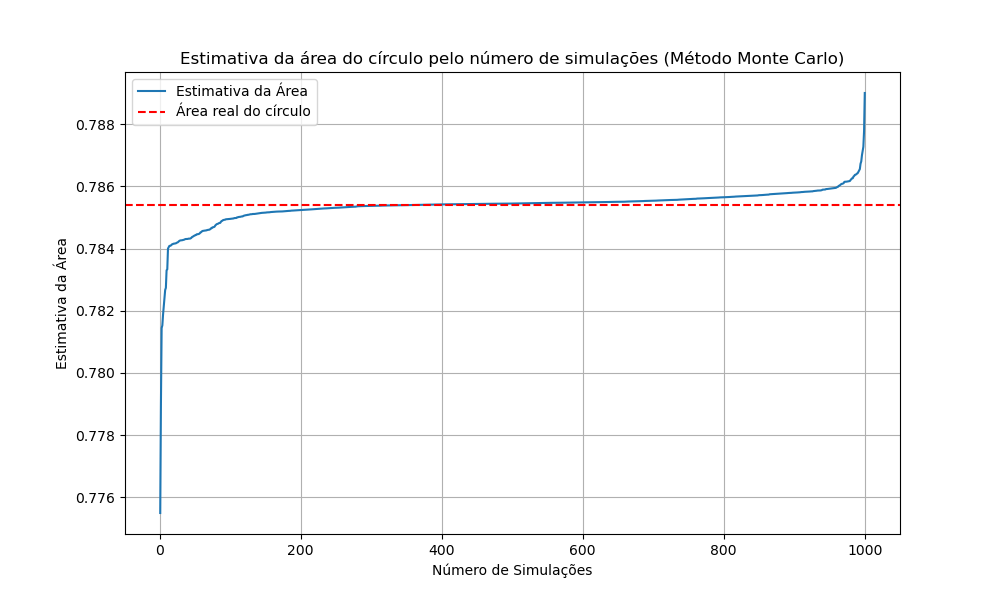 Estimativa da área do círculo pelo número de simulações (Método Monte Carlo)
Estimativa da Área
Área real do círculo
0.788
0.786
0.784
0.782
0.780
0.778
0.776
Estimativa da Área
0 200 400 600 800 1000
Número de Simulações